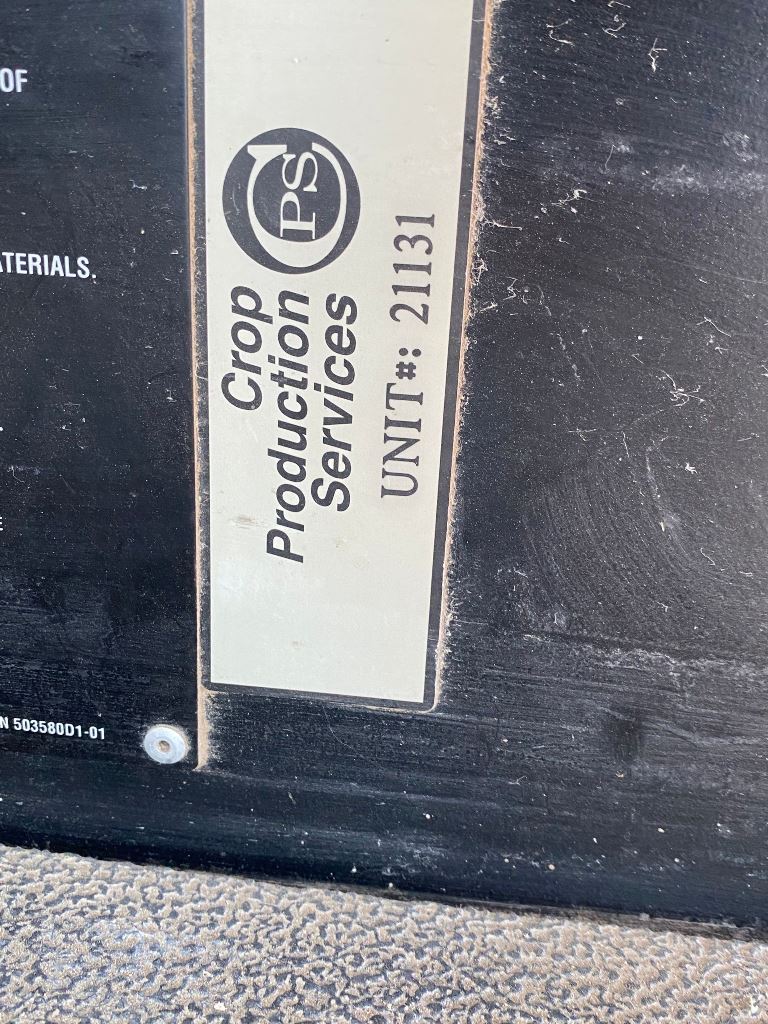 OF
ATERIALS.
E
N 503580D1-01
CPS
Crop
Production
Services
UNIT#: 21131